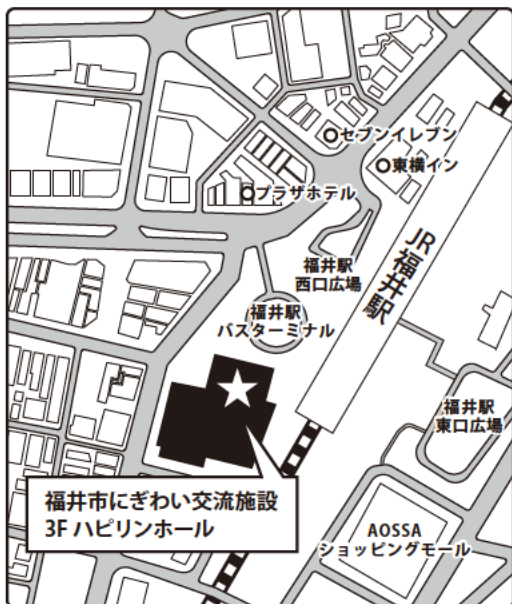 セブンイレブン
東横イン
プラザホテル
JR福井駅
福井駅
西口広場
福井駅
バスターミナル
福井駅
東口広場
福井市にぎわい交流施設
3F ハピリンホール
AOSSA
ショッピングモール